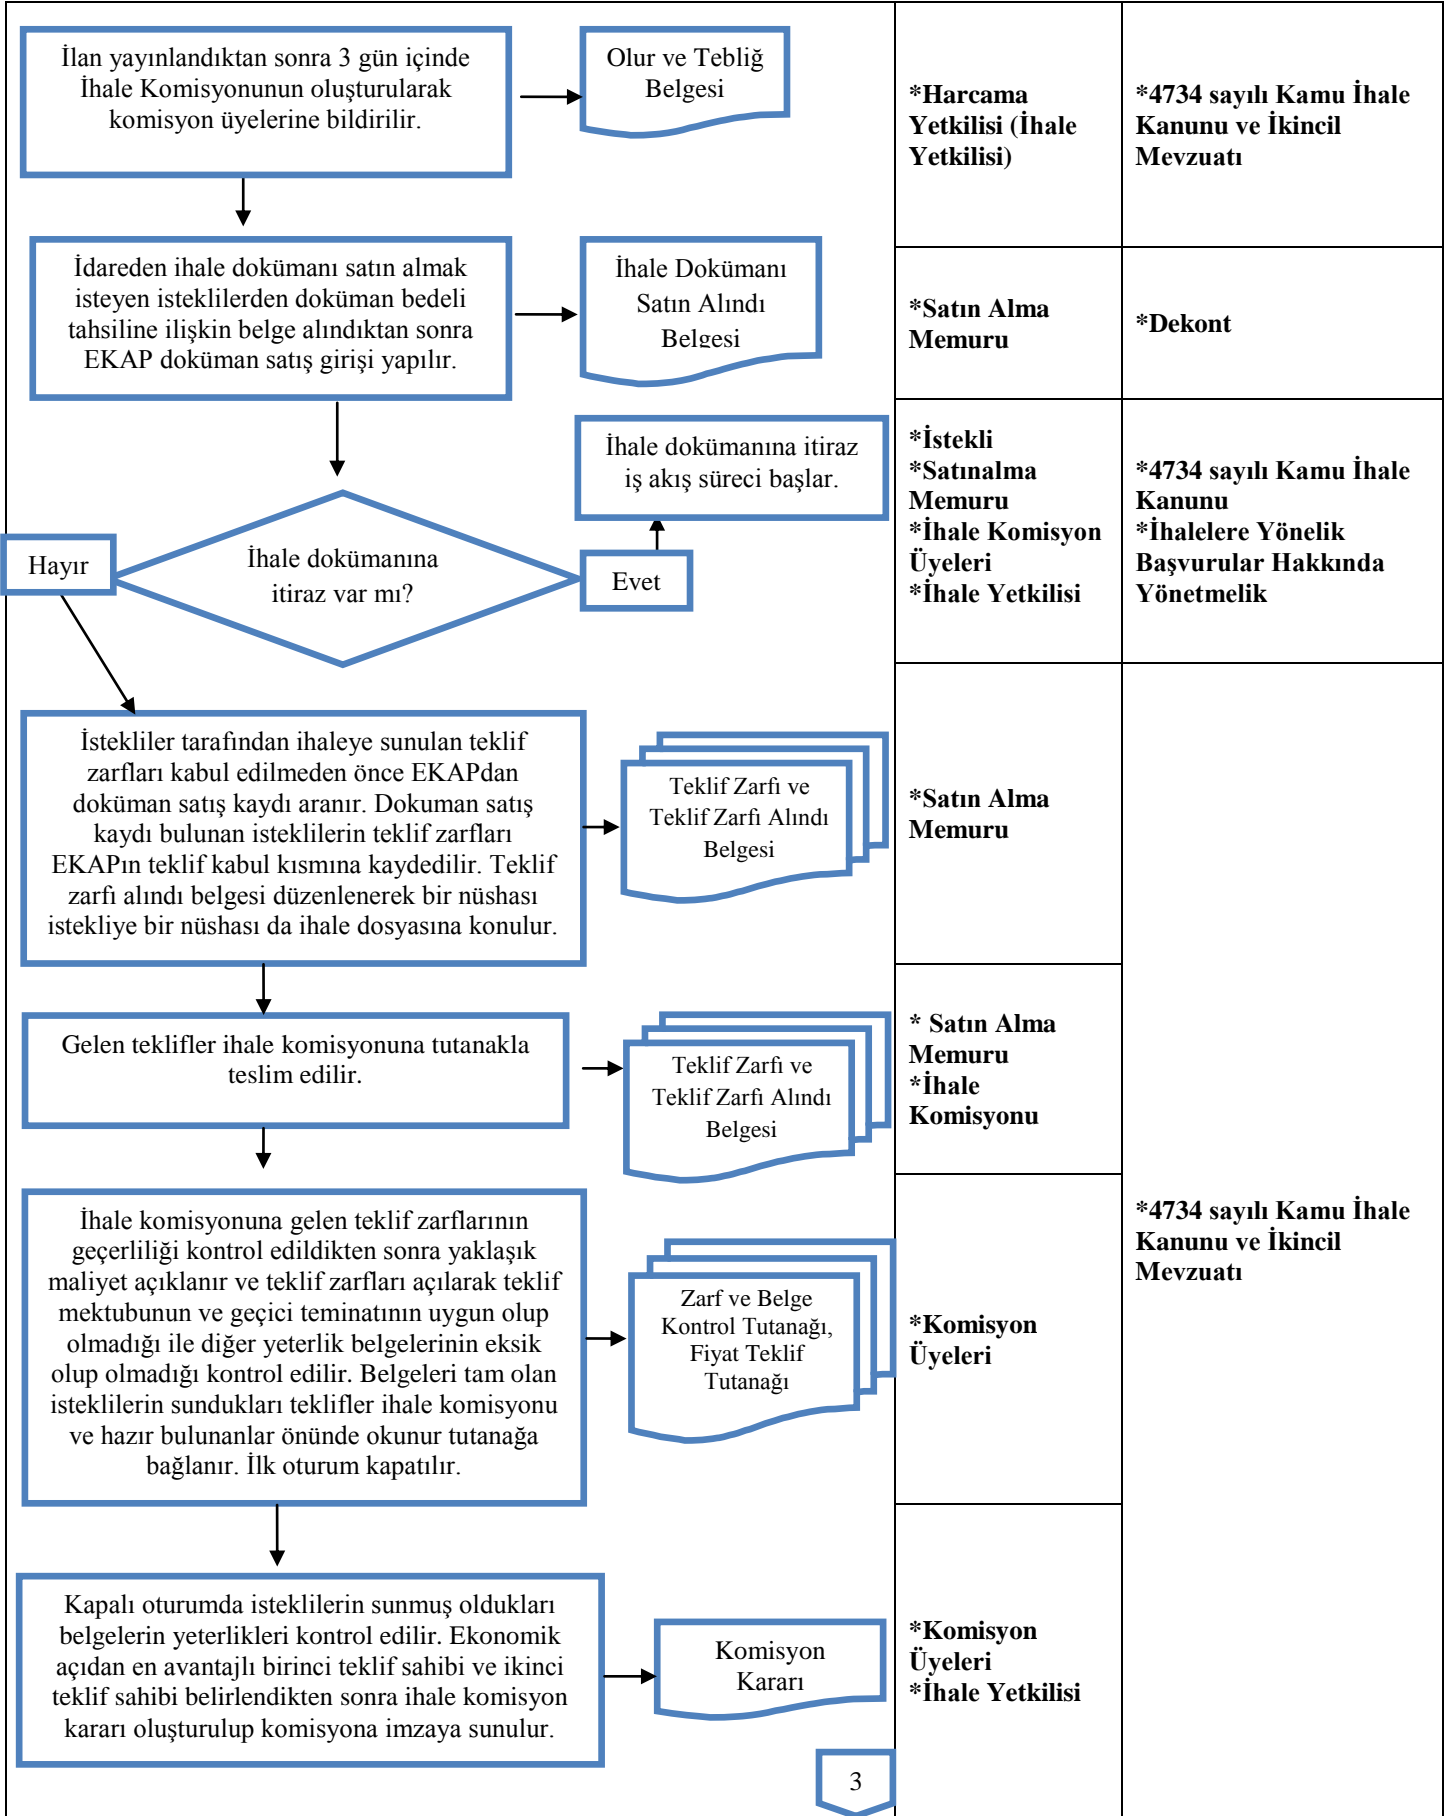 İlan yayınlandıktan sonra 3 gün içinde
İhale Komisyonunun oluşturularak
komisyon üyelerine bildirilir.
Olur ve Tebliğ
Belgesi
*Harcama
Yetkilisi (İhale
Yetkilisi)
*4734 sayılı Kamu İhale
Kanunu ve İkincil
Mevzuatı
İdareden ihale dokümanı satın almak
isteyen isteklilerden doküman bedeli
tahsiline ilişkin belge alındıktan sonra
EKAP doküman satış girişi yapılır.
İhale Dokümanı
Satın Alındı
Belgesi
*Satın Alma
Memuru
*Dekont
İhale dokümanına itiraz
iş akış süreci başlar.
Hayır
İhale dokümanına
itiraz var mı?
Evet
*İstekli
*Satınalma
Memuru
*İhale Komisyon
Üyeleri
*İhale Yetkilisi
*4734 sayılı Kamu İhale
Kanunu
*İhalelere Yönelik
Başvurular Hakkında
Yönetmelik
İstekliler tarafından ihaleye sunulan teklif
zarfları kabul edilmeden önce EKAPdan
doküman satış kaydı aranır. Dokuman satış
kaydı bulunan isteklilerin teklif zarfları
EKAPın teklif kabul kısmına kaydedilir. Teklif
zarfı alındı belgesi düzenlenerek bir nüshası
istekliye bir nüshası da ihale dosyasına konulur.
Teklif Zarfı ve
Teklif Zarfı Alındı
Belgesi
*Satın Alma
Memuru
Gelen teklifler ihale komisyonuna tutanakla
teslim edilir.
Teklif Zarfı ve
Teklif Zarfı Alındı
Belgesi
* Satın Alma
Memuru
*İhale
Komisyonu
İhale komisyonuna gelen teklif zarflarının
geçerliliği kontrol edildikten sonra yaklaşık
maliyet açıklanır ve teklif zarfları açılarak teklif
mektubunun ve geçici teminatının uygun olup
olmadığı ile diğer yeterlik belgelerinin eksik
olup olmadığı kontrol edilir. Belgeleri tam olan
isteklilerin sundukları teklifler ihale komisyonu
ve hazır bulunanlar önünde okunur tutanağa
bağlanır. İlk oturum kapatılır.
Zarf ve Belge
Kontrol Tutanağı,
Fiyat Teklif
Tutanağı
*Komisyon
Üyeleri
*4734 sayılı Kamu İhale
Kanunu ve İkincil
Mevzuatı
Kapalı oturumda isteklilerin sunmuş oldukları
belgelerin yeterlikleri kontrol edilir. Ekonomik
açıdan en avantajlı birinci teklif sahibi ve ikinci
teklif sahibi belirlendikten sonra ihale komisyon
kararı oluşturulup komisyona imzaya sunulur.
Komisyon
Kararı
*Komisyon
Üyeleri
*İhale Yetkilisi
3